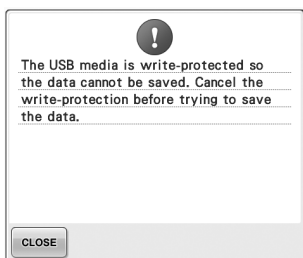 The USB media is write-protected so
the data cannot be saved. Cancel the
write-protection before trying to save
the data.
CLOSE